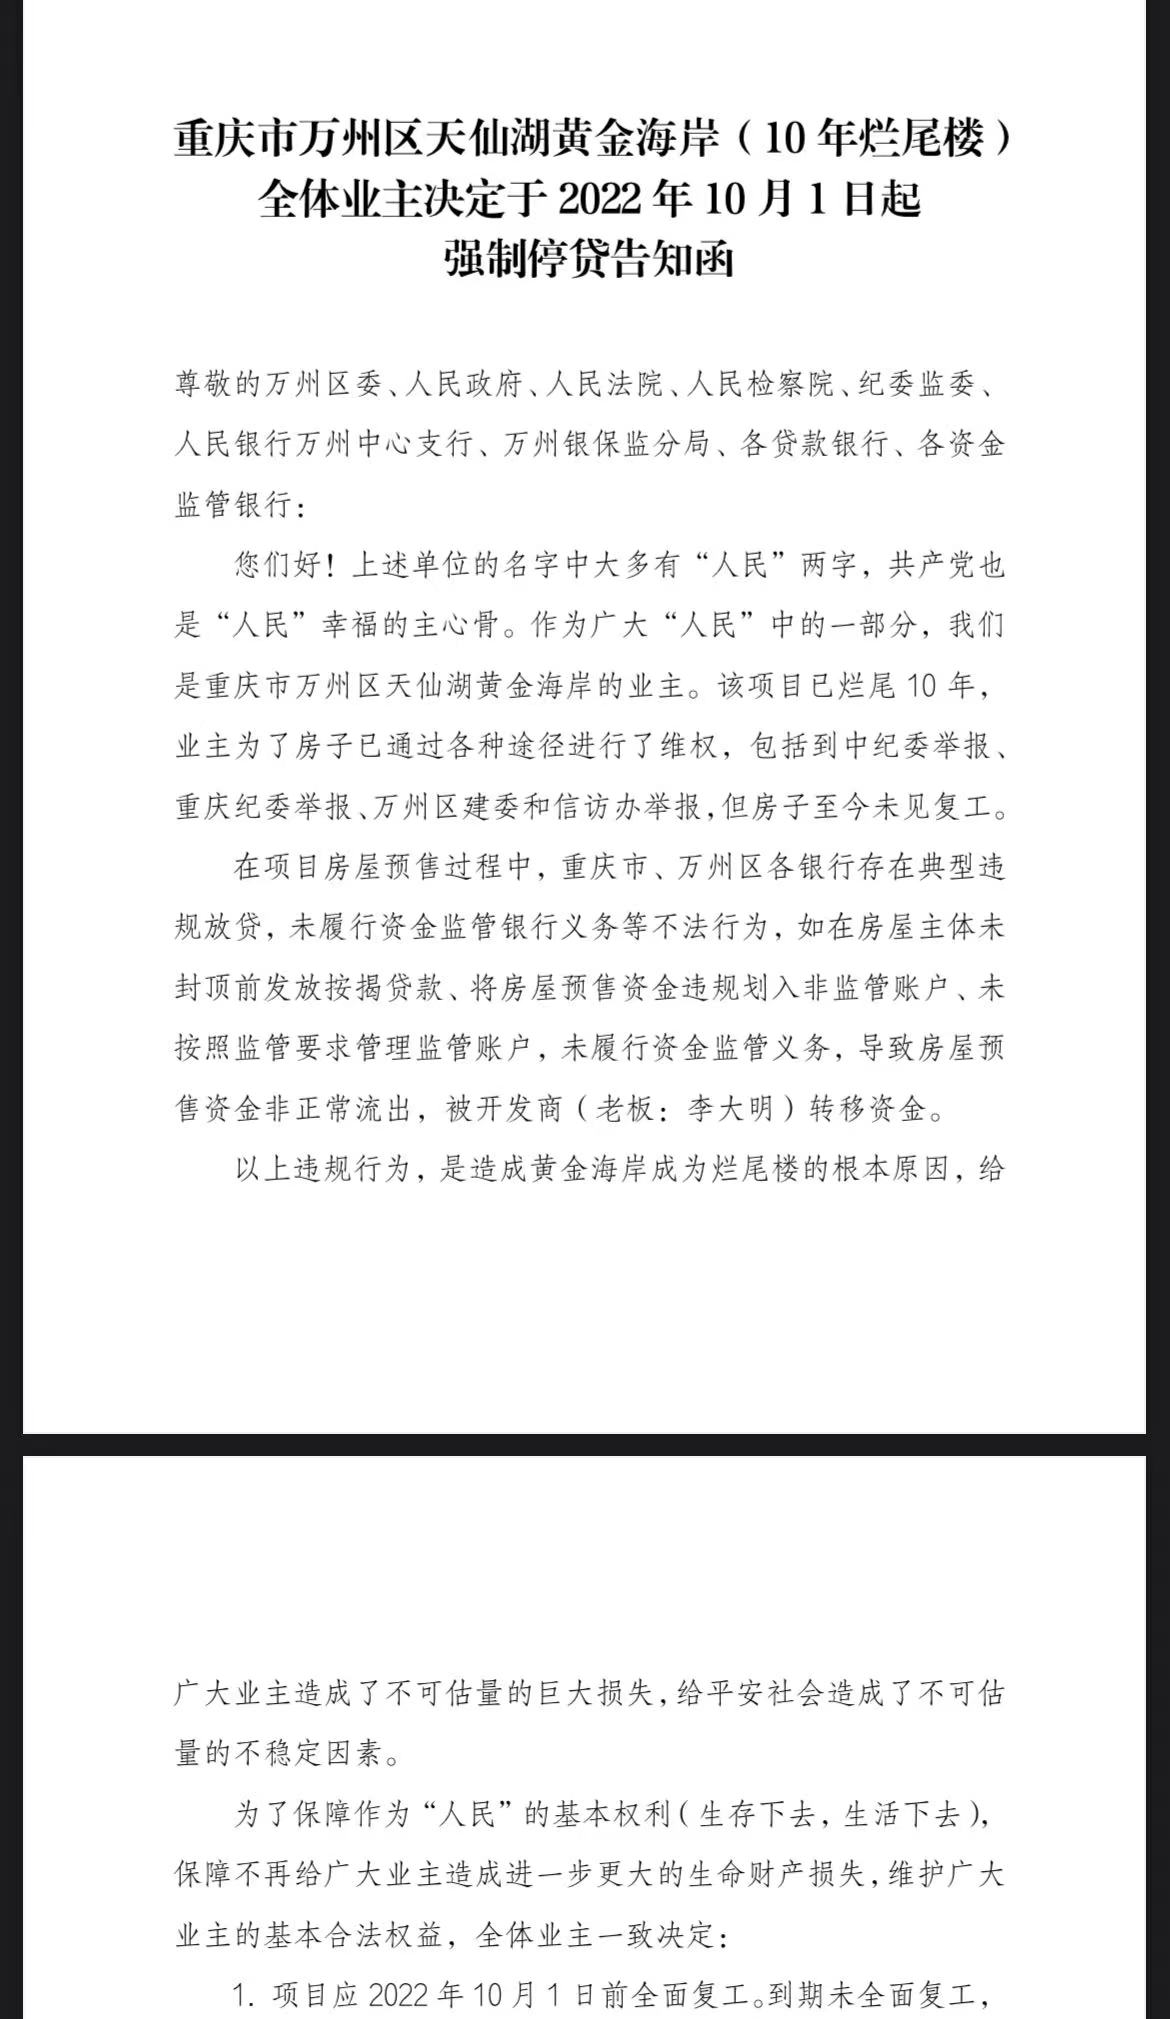 重庆市万州区天仙湖黄金海岸（10年烂尾楼）
全体业主决定于2022年10月1日起
强制停贷告知函
尊敬的万州区委、人民政府、人民法院、人民检察院、纪委监委、
人民银行万州中心支行、万州银保监分局、各贷款银行、各资金
监管银行：
您们好！上述单位的名字中大多有“人民”两字，共产党也
是“人民”幸福的主心骨。作为广大“人民”中的一部分，我们
是重庆市万州区天仙湖黄金海岸的业主。该项目已烂尾10年，
业主为了房子已通过各种途径进行了维权，包括到中纪委举报、
重庆纪委举报、万州区建委和信访办举报，但房子至今未见复工。
在项目房屋预售过程中，重庆市、万州区各银行存在典型违
规放贷，未履行资金监管银行义务等不法行为，如在房屋主体未
封顶前发放按揭贷款、将房屋预售资金违规划入非监管账户、未
按照监管要求管理监管账户，未履行资金监管义务，导致房屋预
售资金非正常流出，被开发商（老板：李大明）转移资金。
以上违规行为，是造成黄金海岸成为烂尾楼的根本原因，给
广大业主造成了不可估量的巨大损失，给平安社会造成了不可估
量的不稳定因素。
为了保障作为“人民”的基本权利（生存下去，生活下去），
保障不再给广大业主造成进一步更大的生命财产损失，维护广大
业主的基本合法权益，全体业主一致决定：
1. 项目应2022年10月1日前全面复工。到期未全面复工，